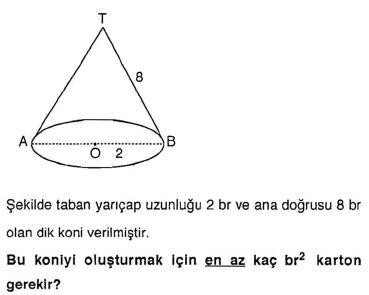 T
8
A
B
O 2
Şekilde taban yarıçap uzunluğu 2 br ve ana doğrusu 8 br
olan dik koni verilmiştir.
Bu koniyi oluşturmak için en az kaç br² karton
gerekir?